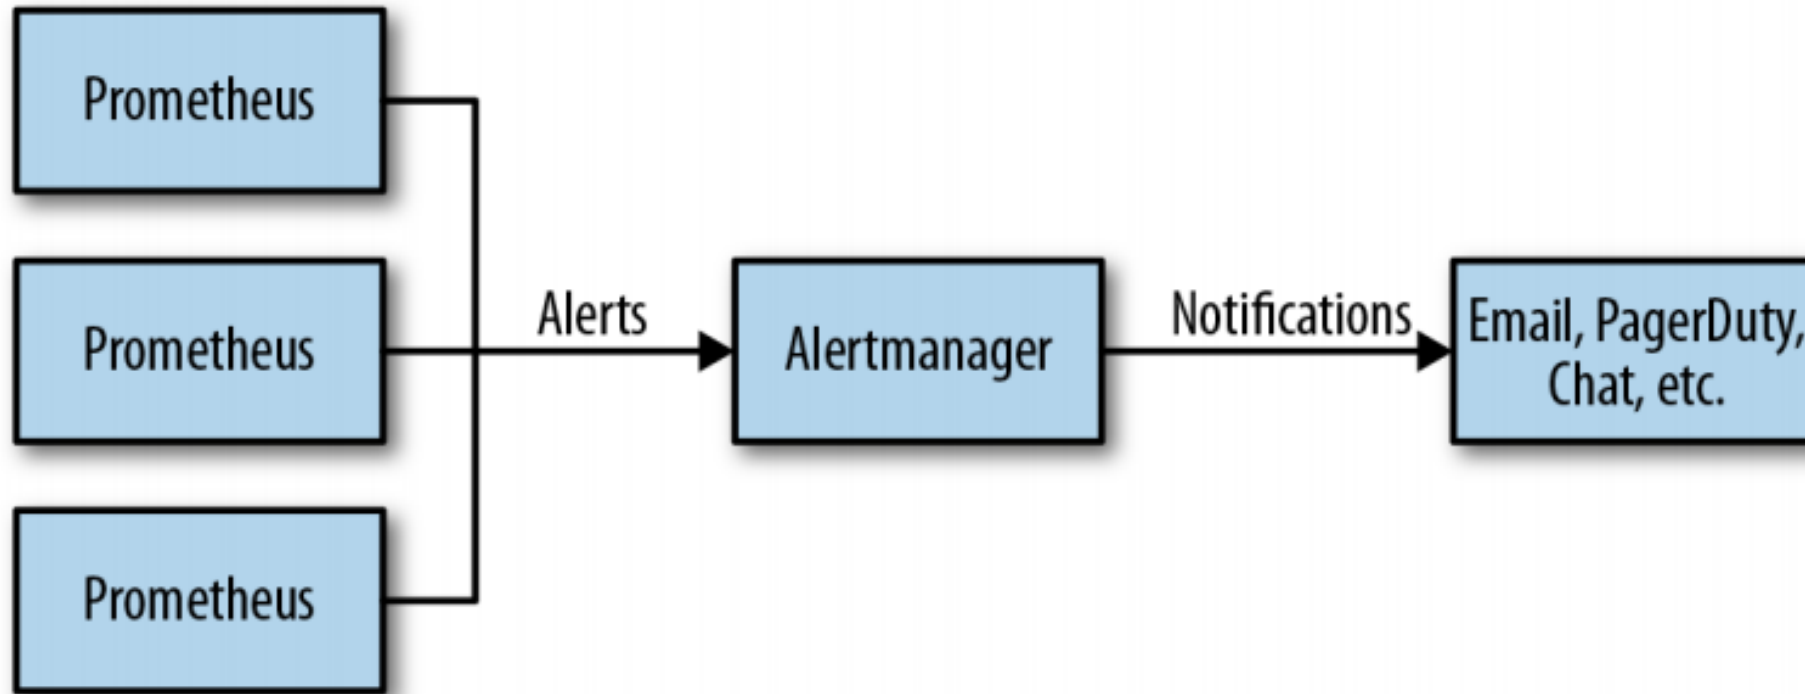 Prometheus
Prometheus
Alerts
Alertmanager
Notifications
Email, PagerDuty,
Chat, etc.
Prometheus